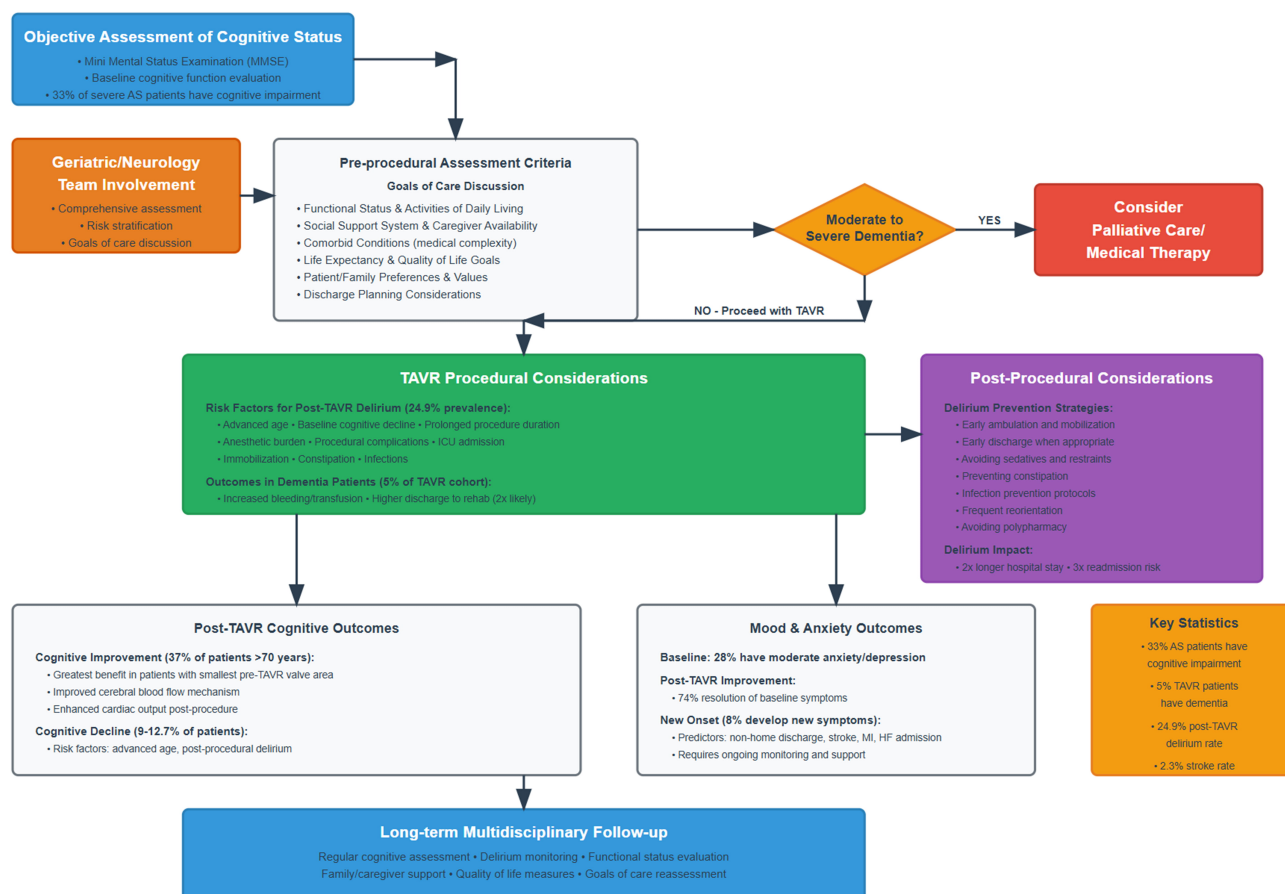 Objective Assessment of Cognitive Status
• Mini Mental Status Examination (MMSE)
• Baseline cognitive function evaluation
• 33% of severe AS patients have cognitive impairment
Geriatric/Neurology
Team Involvement
• Comprehensive assessment
• Risk stratification
• Goals of care discussion
Pre-procedural Assessment Criteria
Goals of Care Discussion
• Functional Status & Activities of Daily Living
• Social Support System & Caregiver Availability
• Comorbid Conditions (medical complexity)
• Life Expectancy & Quality of Life Goals
• Patient/Family Preferences & Values
• Discharge Planning Considerations
Moderate to
Severe Dementia?
YES
Consider
Palliative Care/
Medical Therapy
NO - Proceed with TAVR
TAVR Procedural Considerations
Risk Factors for Post-TAVR Delirium (24.9% prevalence):
• Advanced age • Baseline cognitive decline • Prolonged procedure duration
• Anesthetic burden • Procedural complications • ICU admission
• Immobilization • Constipation • Infections
Outcomes in Dementia Patients (5% of TAVR cohort):
• Increased bleeding/transfusion • Higher discharge to rehab (2x likely)
Post-Procedural Considerations
Delirium Prevention Strategies:
• Early ambulation and mobilization
• Early discharge when appropriate
• Avoiding sedatives and restraints
• Preventing constipation
• Infection prevention protocols
• Frequent reorientation
• Avoiding polypharmacy
Delirium Impact:
• 2x longer hospital stay • 3x readmission risk
Post-TAVR Cognitive Outcomes
Cognitive Improvement (37% of patients >70 years):
• Greatest benefit in patients with smallest pre-TAVR valve area
• Improved cerebral blood flow mechanism
• Enhanced cardiac output post-procedure
Cognitive Decline (9-12.7% of patients):
• Risk factors: advanced age, post-procedural delirium
Mood & Anxiety Outcomes
Baseline: 28% have moderate anxiety/depression
Post-TAVR Improvement:
• 74% resolution of baseline symptoms
New Onset (8% develop new symptoms):
• Predictors: non-home discharge, stroke, MI, HF admission
• Requires ongoing monitoring and support
Key Statistics
• 33% AS patients have
cognitive impairment
• 5% TAVR patients
have dementia
• 24.9% post-TAVR
delirium rate
• 2.3% stroke rate
Long-term Multidisciplinary Follow-up
Regular cognitive assessment • Delirium monitoring • Functional status evaluation
Family/caregiver support • Quality of life measures • Goals of care reassessment